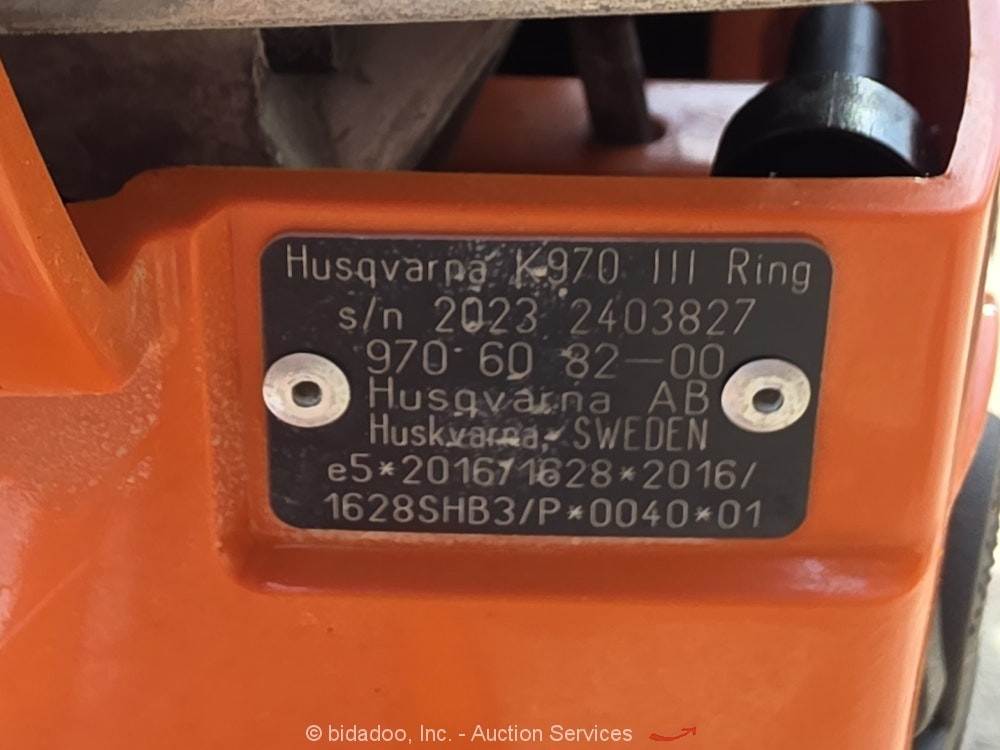 Husqvarna K970 III Ring
s/n 2023 2403827
970 60 82-00
Husqvarna AB
Huskvarna, SWEDEN
e5*2016/1628*2016/
1628SHB3/P*0040*01
© bidadoo, Inc. - Auction Services